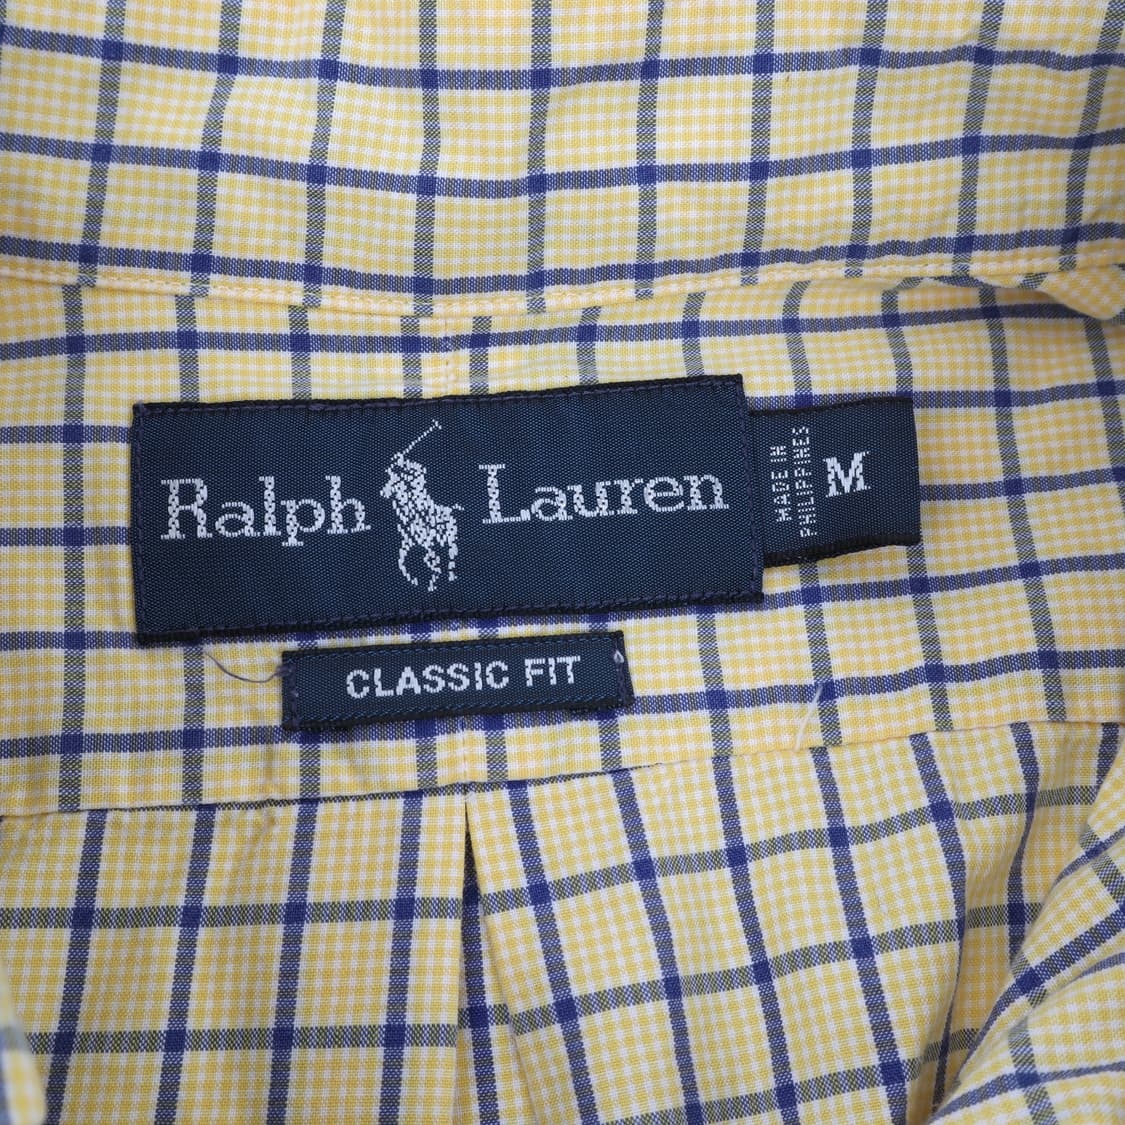 Ralph Lauren
MADE IN
PHILIPPINES
M
CLASSIC FIT